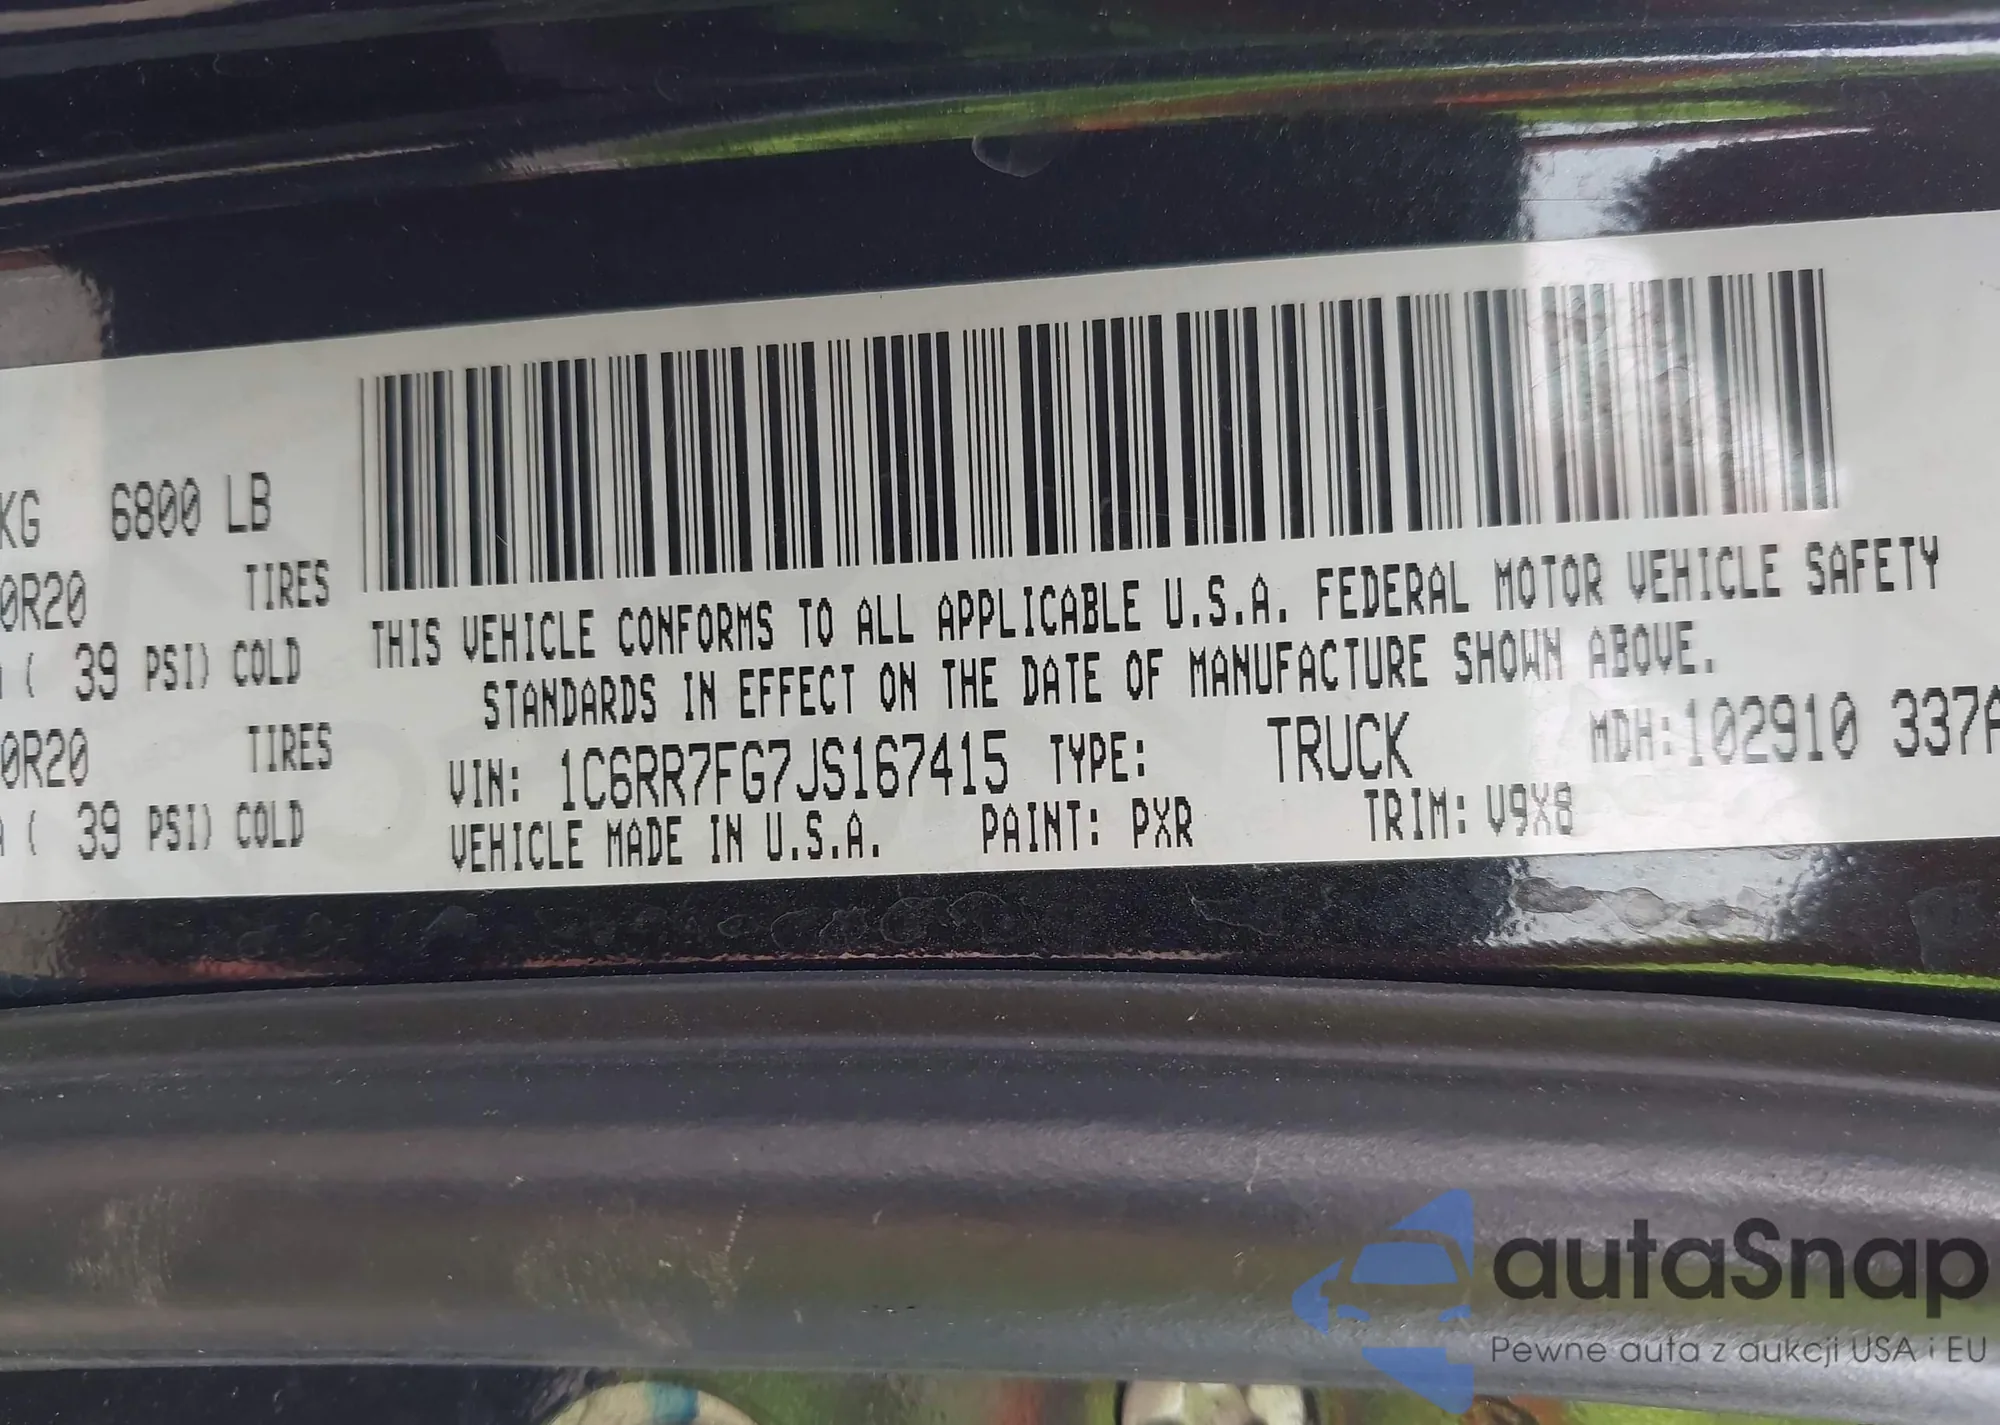 KG 6800 LB
0R20 TIRES
( 39 PSI) COLD
0R20 TIRES
( 39 PSI) COLD
THIS VEHICLE CONFORMS TO ALL APPLICABLE U.S.A. FEDERAL MOTOR VEHICLE SAFETY
STANDARDS IN EFFECT ON THE DATE OF MANUFACTURE SHOWN ABOVE.
VIN: 1C6RR7FG7JS167415 TYPE: TRUCK MDH:102910 337A
VEHICLE MADE IN U.S.A. PAINT: PXR TRIM: V9X8
autaSnap
Pewne auta z aukcji USA i EU